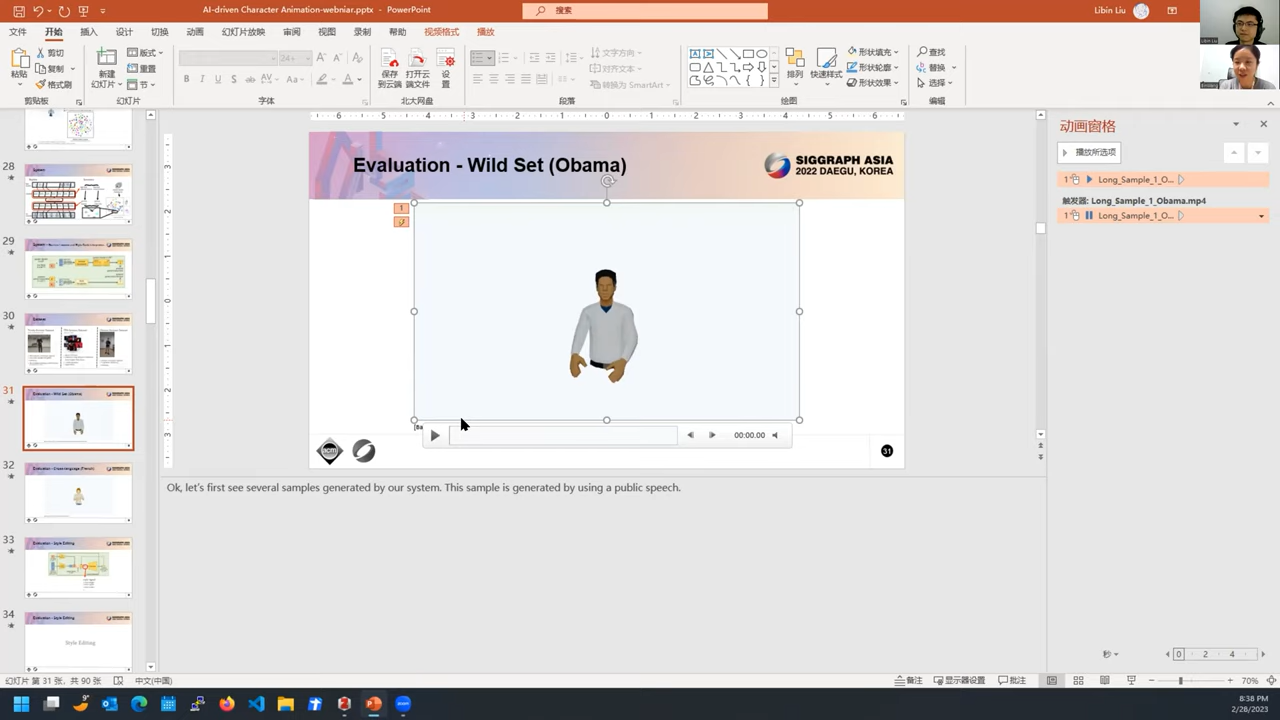 AI-driven Character Animation-webniar.pptx - PowerPoint
搜索
Libin Liu
文件 开始 插入 设计 切换 动画 幻灯片放映 审阅 视图 录制 帮助 视频格式 播放
粘贴
剪切
复制
格式刷
剪贴板
新建
幻灯片
版式
重置
节
幻灯片
24
字体
保存
到云端
打开云
端文件
设
置
北大网盘
文字方向
对齐文本
转换为 SmartArt
段落
排列
快速样式
形状填充
形状轮廓
形状效果
绘图
查找
替换
选择
编辑
28
29
30
31
32
33
34
Style Editing
Evaluation - Wild Set (Obama)
SIGGRAPH ASIA
2022 DAEGU, KOREA
1
00:00.00
31
Ok, let's first see several samples generated by our system. This sample is generated by using a public speech.
动画窗格
播放所选项
1 Long_Sample_1_O...
触发器: Long_Sample_1_Obama.mp4
1 Long_Sample_1_O...
秒 0 2 4
幻灯片 第 31 张，共 90 张 中文(中国)
备注 显示器设置 批注 70%
8:38 PM
2/28/2023